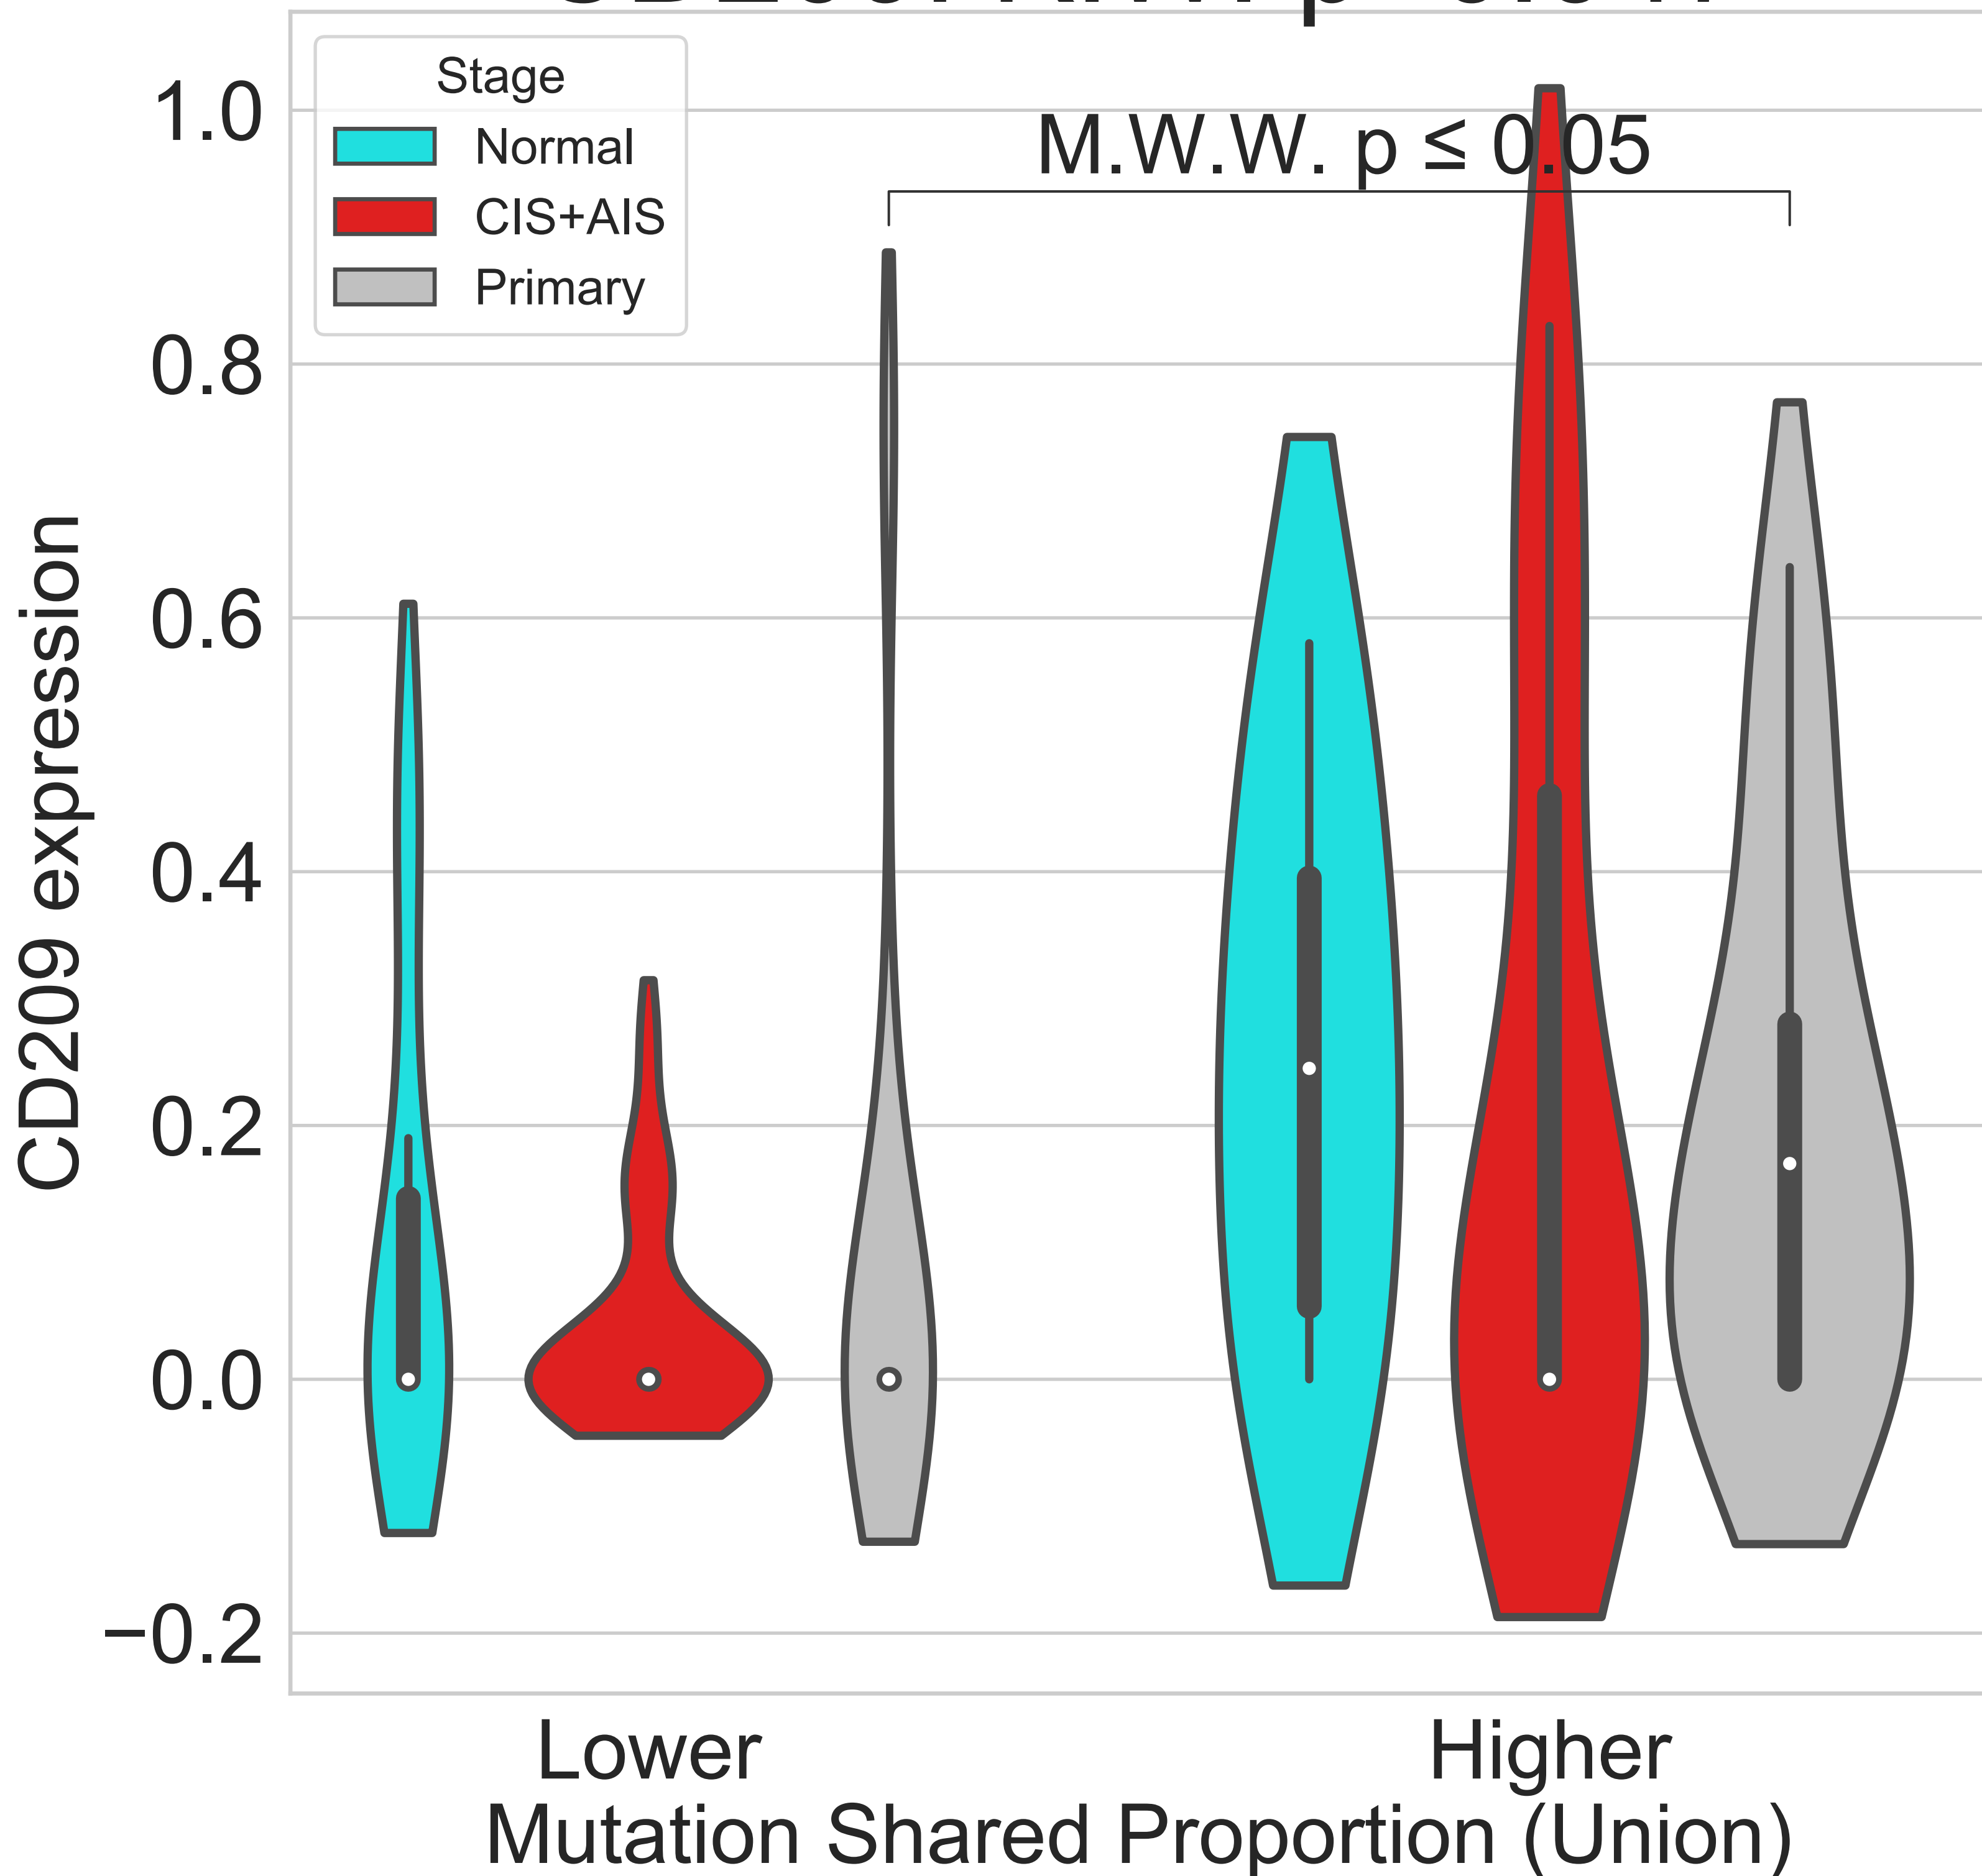 Stage
Normal
CIS+AIS
Primary
M.W.W. p ≤ 0.05
1.0
0.8
0.6
0.4
0.2
0.0
−0.2
CD209 expression
Lower
Higher
Mutation Shared Proportion (Union)